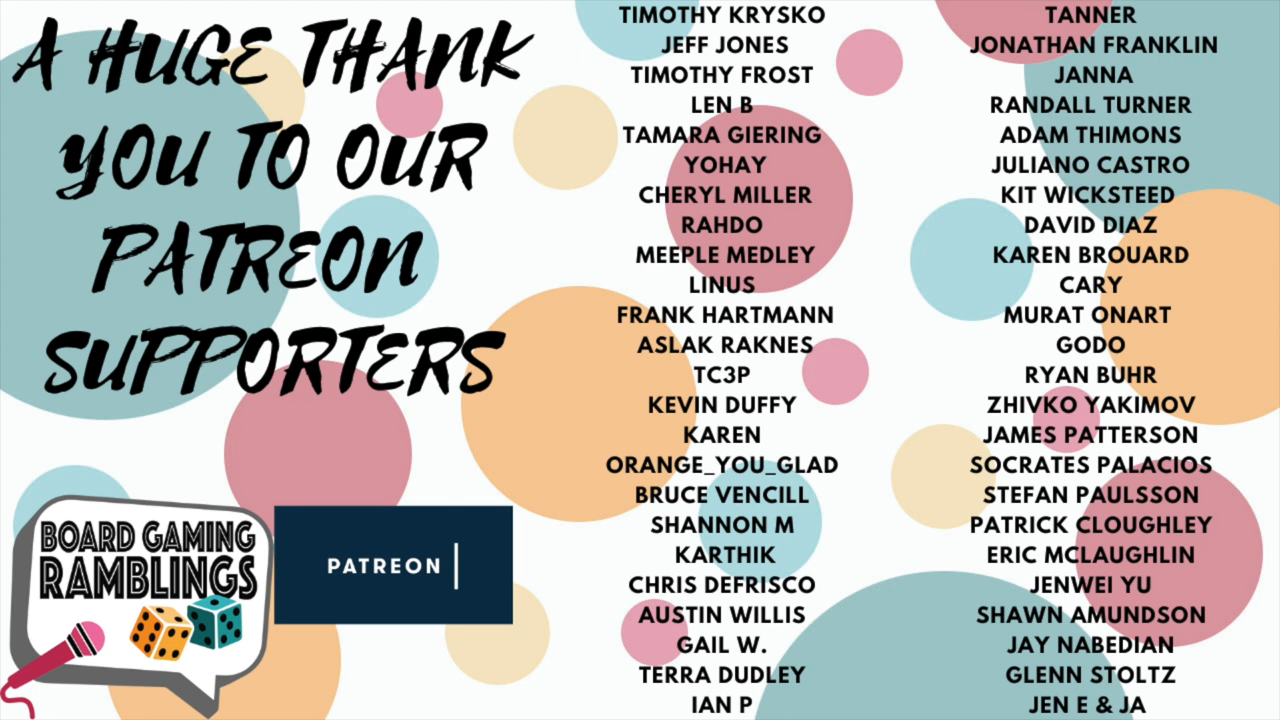 A HUGE THANK
YOU TO OUR
PATREON
SUPPORTERS
BOARD GAMING
RAMBLINGS
PATREON
TIMOTHY KRYSKO
JEFF JONES
TIMOTHY FROST
LEN B
TAMARA GIERING
YOHAY
CHERYL MILLER
RAHDO
MEEPLE MEDLEY
LINUS
FRANK HARTMANN
ASLAK RAKNES
TC3P
KEVIN DUFFY
KAREN
ORANGE_YOU_GLAD
BRUCE VENCILL
SHANNON M
KARTHIK
CHRIS DEFRISCO
AUSTIN WILLIS
GAIL W.
TERRA DUDLEY
IAN P
TANNER
JONATHAN FRANKLIN
JANNA
RANDALL TURNER
ADAM THIMONS
JULIANO CASTRO
KIT WICKSTEED
DAVID DIAZ
KAREN BROUARD
CARY
MURAT ONART
GODO
RYAN BUHR
ZHIVKO YAKIMOV
JAMES PATTERSON
SOCRATES PALACIOS
STEFAN PAULSSON
PATRICK CLOUGHLEY
ERIC MCLAUGHLIN
JENWEI YU
SHAWN AMUNDSON
JAY NABEDIAN
GLENN STOLTZ
JEN E & JA